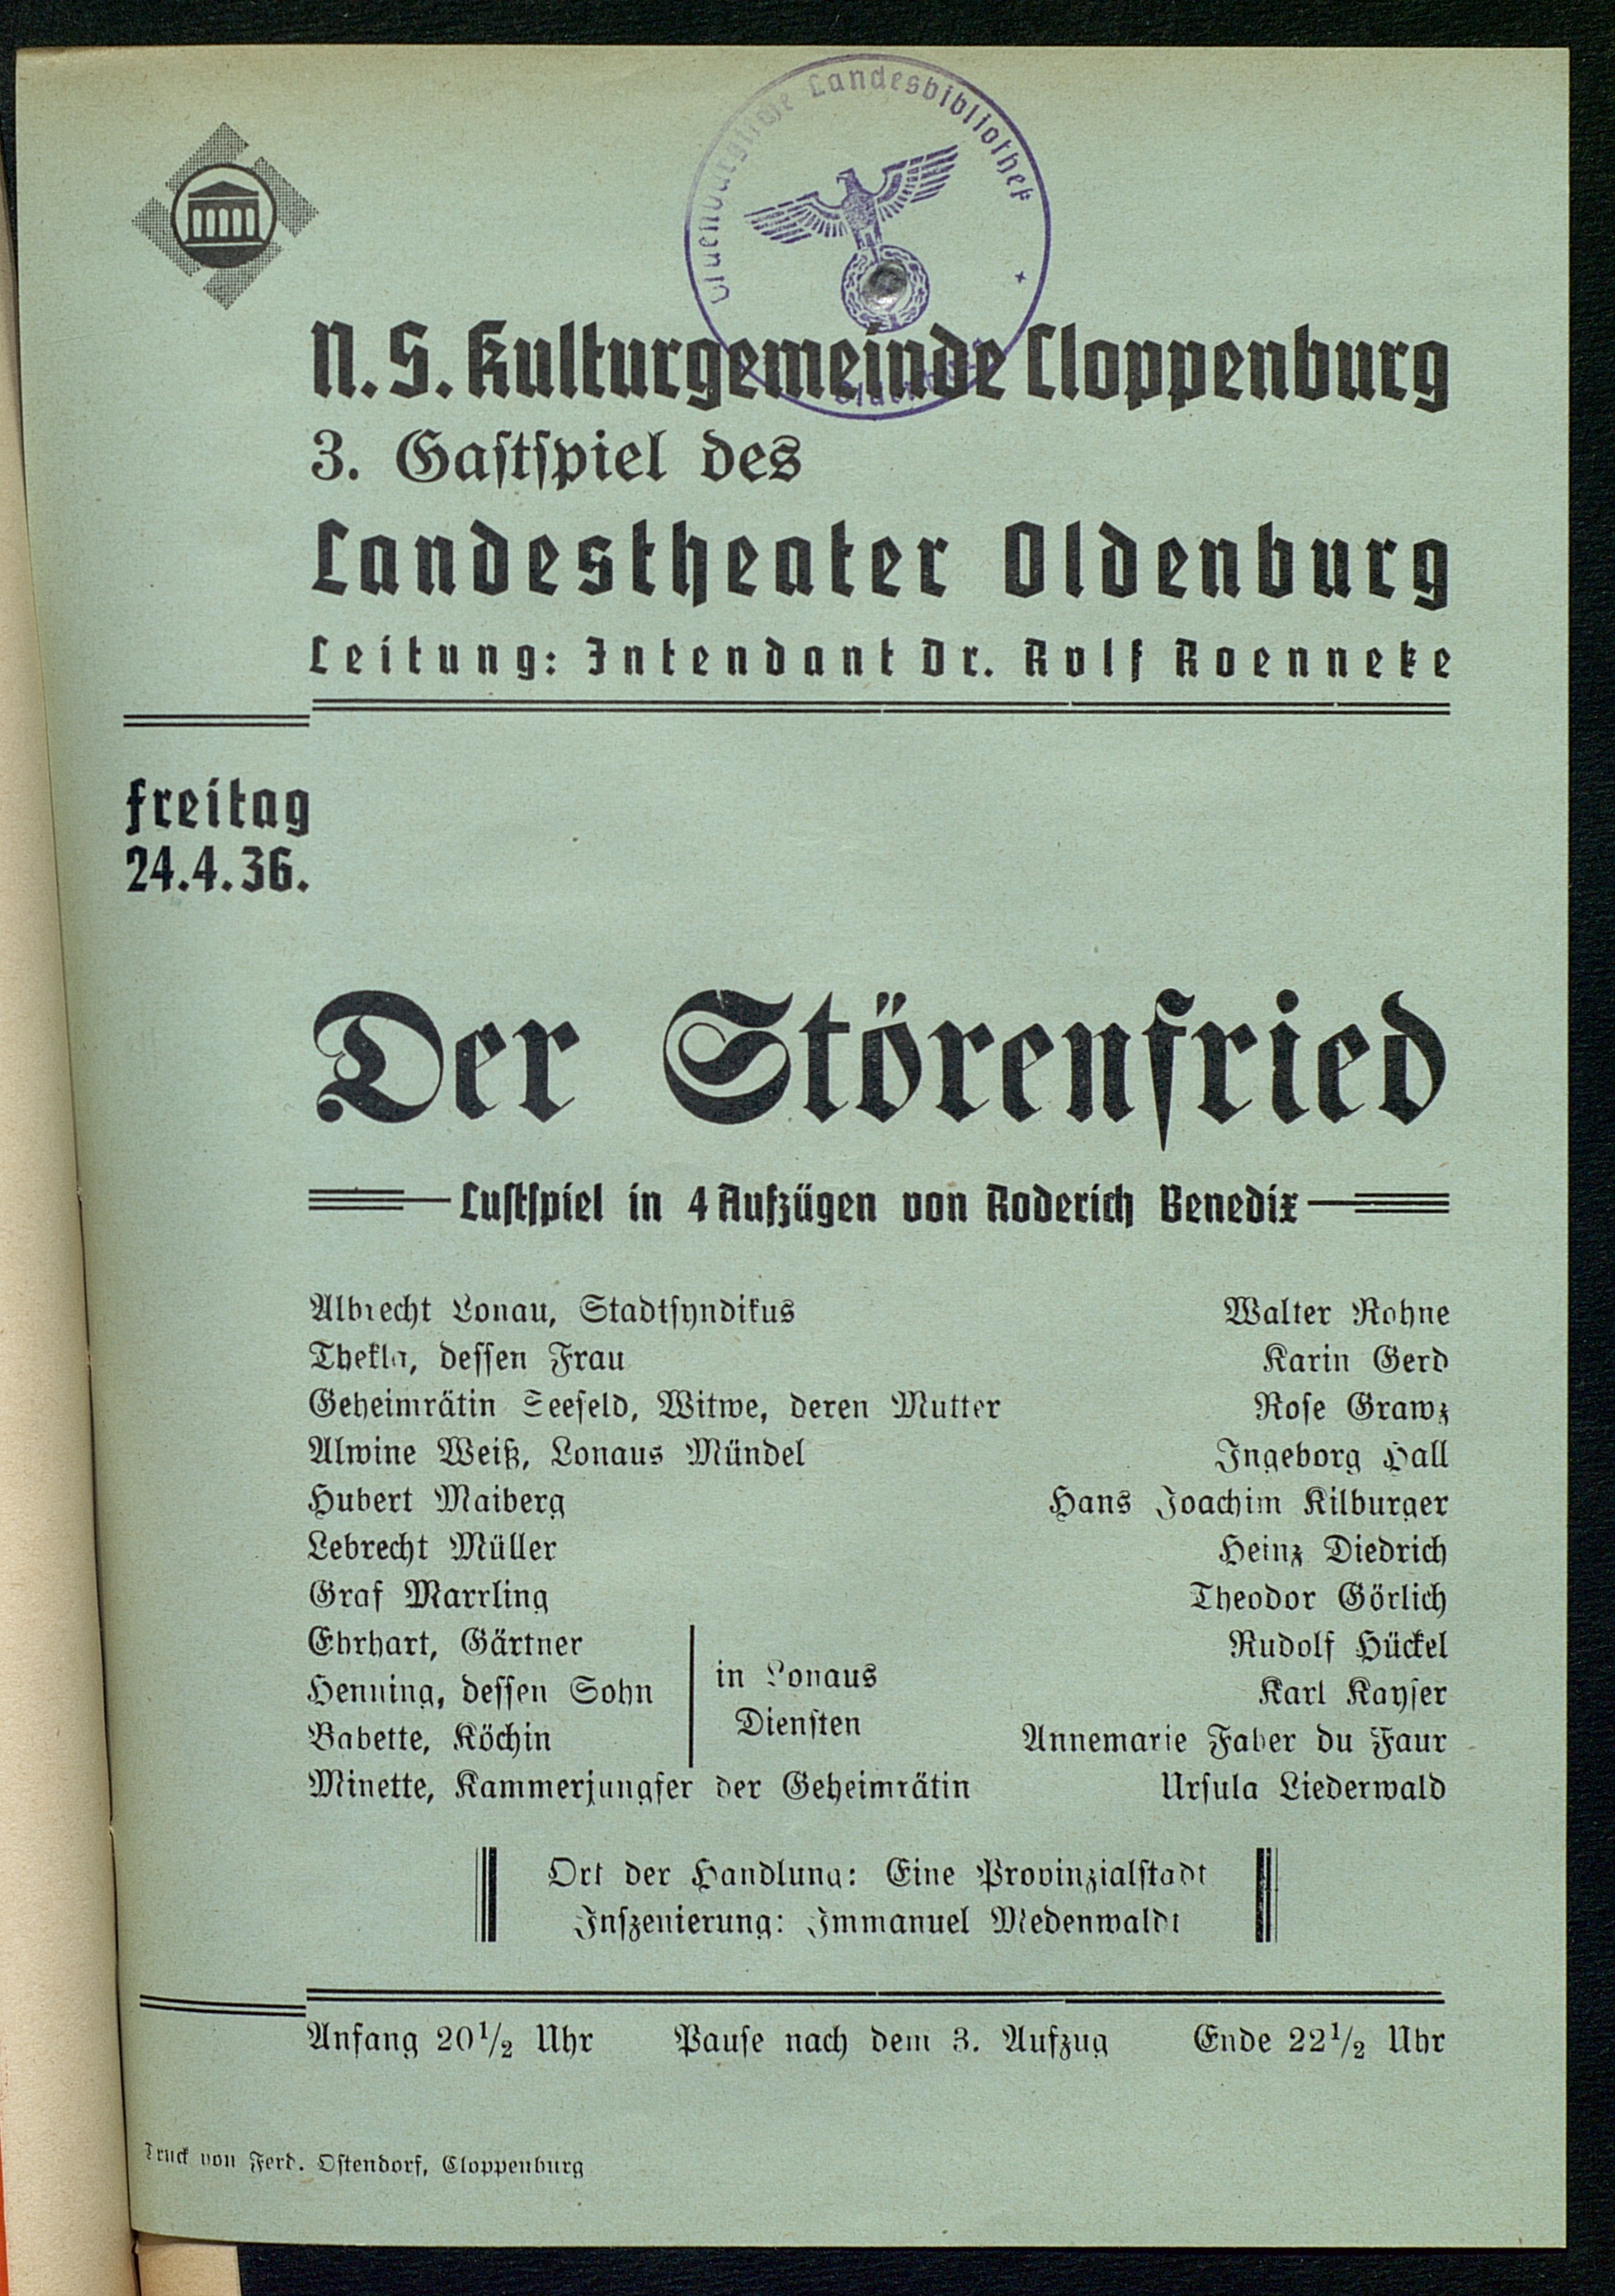 Oldenburgische Landesbibliothek
N. S. Kulturgemeinde Cloppenburg
3. Gastspiel des
Landestheater Oldenburg
Leitung: Intendant Dr. Rolf Roenneke
Freitag
24.4.36.
Der Störenfried
Lustspiel in 4 Aufzügen von Roderich Benedix
Albrecht Lonau, Stadtsyndikus Walter Rohne
Thekla, dessen Frau Karin Gerd
Geheimrätin Seefeld, Witwe, deren Mutter Rose Grawz
Alwine Weiß, Lonaus Mündel Ingeborg Hall
Hubert Maiberg Hans Joachim Kilburger
Lebrecht Müller Heinz Diedrich
Graf Marrling Theodor Görlich
Ehrhart, Gärtner Rudolf Hückel
Henning, dessen Sohn in Lonaus Karl Kayser
Babette, Köchin Diensten Annemarie Faber du Faur
Minette, Kammerjungfer der Geheimrätin Ursula Liederwald
Ort der Handlung: Eine Provinzialstadt
Inszenierung: Immanuel Medenwaldt
Anfang 20½ Uhr Pause nach dem 3. Aufzug Ende 22½ Uhr
Druck von Ferd. Ostendorf, Cloppenburg